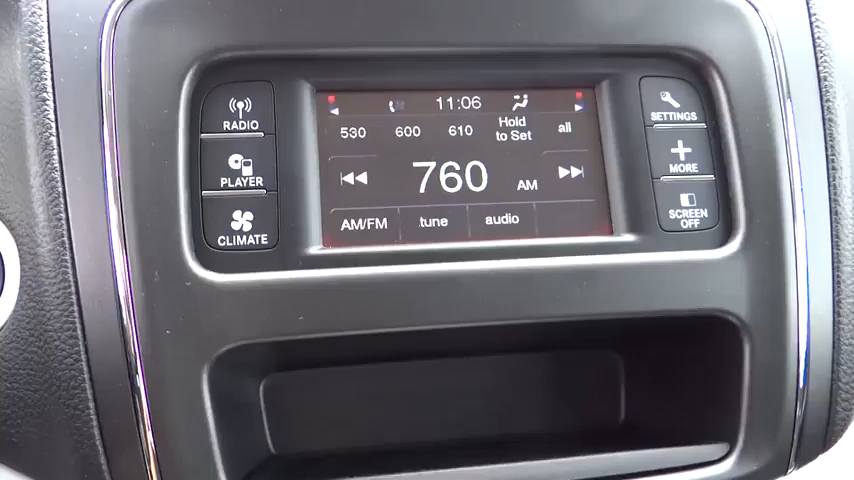 RADIO
PLAYER
CLIMATE
11:06
530 600 610 Hold to Set all
760 AM
AM/FM tune audio
SETTINGS
MORE
SCREEN
OFF